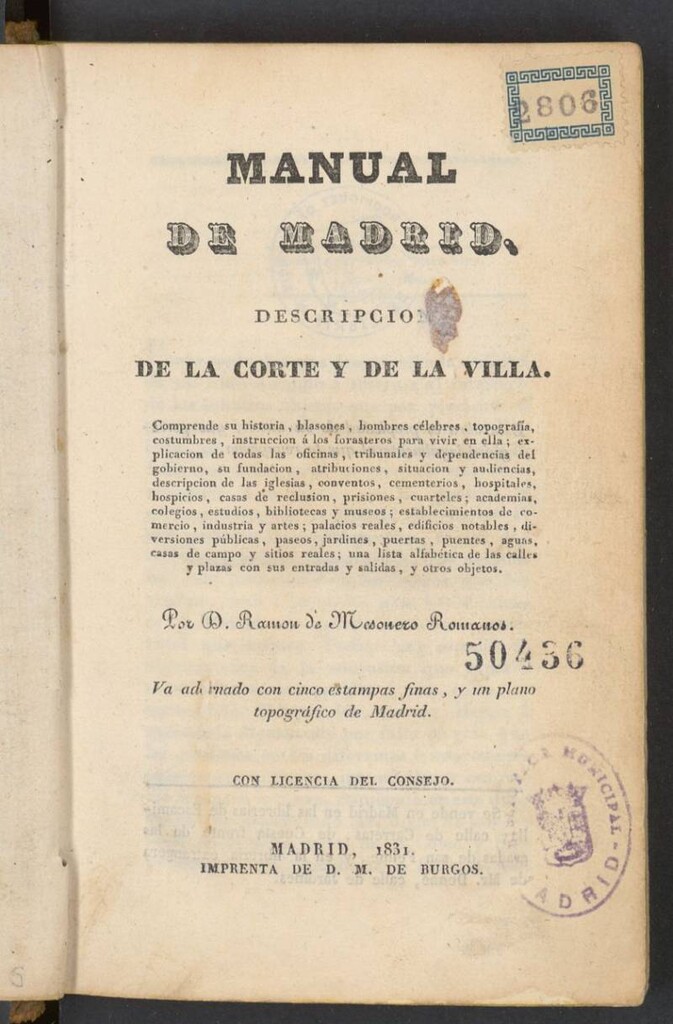 2806
MANUAL
DE MADRID.
DESCRIPCION
DE LA CORTE Y DE LA VILLA.
Comprende su historia, blasones, hombres célebres, topografía,
costumbres, instruccion á los forasteros para vivir en ella; ex-
plicacion de todas las oficinas, tribunales y dependencias del
gobierno, su fundacion, atribuciones, situacion y audiencias,
descripcion de las iglesias, conventos, cementerios, hospitales,
hospicios, casas de reclusion, prisiones, cuarteles; academias,
colegios, estudios, bibliotecas y museos; establecimientos de co-
mercio, industria y artes; palacios reales, edificios notables, di-
versiones públicas, paseos, jardines, puertas, puentes, aguas,
casas de campo y sitios reales; una lista alfabética de las calles
y plazas con sus entradas y salidas, y otros objetos.
Por D. Ramon de Mesonero Romanos.
50436
Va adornado con cinco estampas finas, y un plano
topográfico de Madrid.
CON LICENCIA DEL CONSEJO.
MUNICIPAL - MADRID
MADRID, 1831.
IMPRENTA DE D. M. DE BURGOS.